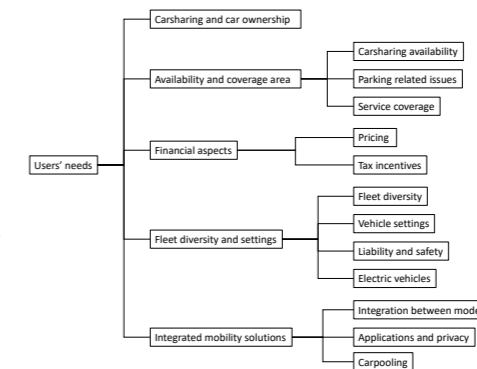 Carsharing and car ownership
Carsharing availability
Availability and coverage area
Parking related issues
Service coverage
Pricing
Financial aspects
Tax incentives
Users' needs
Fleet diversity
Vehicle settings
Fleet diversity and settings
Liability and safety
Electric vehicles
Integration between mode
Integrated mobility solutions
Applications and privacy
Carpooling